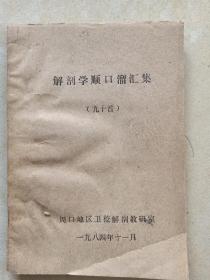 解剖学顺口溜汇集
（九十首）
周口地区卫校解剖教研室
一九八四年十一月